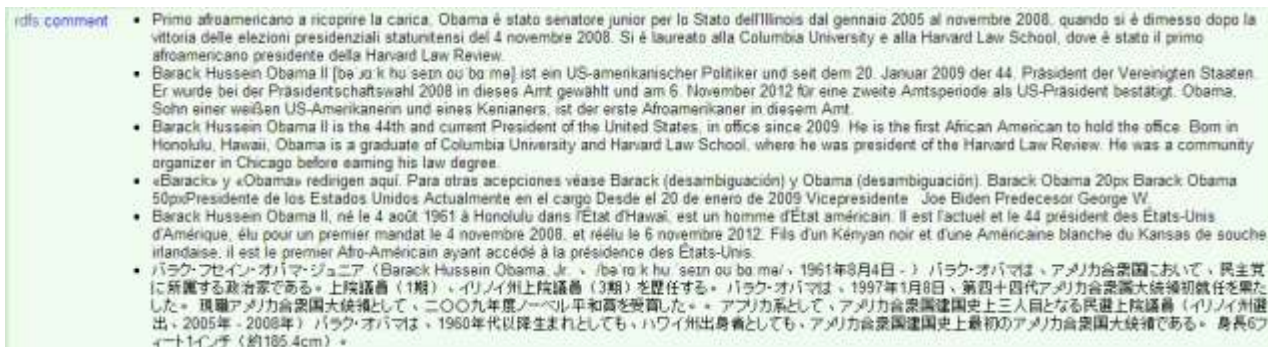 rdfs:comment • Primo afroamericano a ricoprire la carica, Obama è stato senatore junior per lo Stato dell'Illinois dal gennaio 2005 al novembre 2008, quando si è dimesso dopo la
vittoria delle elezioni presidenziali statunitensi del 4 novembre 2008. Si è laureato alla Columbia University e alla Harvard Law School, dove è stato il primo
afroamericano presidente della Harvard Law Review.
• Barack Hussein Obama II ist ein US-amerikanischer Politiker und seit dem 20. Januar 2009 der 44. Präsident der Vereinigten Staaten.
Er wurde bei der Präsidentschaftswahl 2008 in dieses Amt gewählt und am 6. November 2012 für eine zweite Amtsperiode als US-Präsident bestätigt. Obama,
Sohn einer weißen US-Amerikanerin und eines Kenianers, ist der erste Afroamerikaner in diesem Amt.
• Barack Hussein Obama II is the 44th and current President of the United States, in office since 2009. He is the first African American to hold the office. Born in
Honolulu, Hawaii, Obama is a graduate of Columbia University and Harvard Law School, where he was president of the Harvard Law Review. He was a community
organizer in Chicago before earning his law degree.
• «Barack» y «Obama» redirigen aquí. Para otras acepciones véase Barack (desambiguación) y Obama (desambiguación). Barack Obama 20px Barack Obama
50pxPresidente de los Estados Unidos Actualmente en el cargo Desde el 20 de enero de 2009 Vicepresidente Joe Biden Predecesor George W.
• Barack Hussein Obama II, né le 4 août 1961 à Honolulu dans l'État d'Hawaï, est un homme d'État américain. Il est l'actuel et le 44 président des États-Unis
d'Amérique, élu pour un premier mandat le 4 novembre 2008, et réélu le 6 novembre 2012. Fils d'un Kényan noir et d'une Américaine blanche du Kansas de souche
irlandaise, il est le premier Afro-Américain ayant accédé à la présidence des États-Unis.
• バラク・フセイン・オバマ・ジュニア（Barack Hussein Obama, Jr. 、1961年8月4日 - ）バラク・オバマは、アメリカ合衆国において、民主党
に所属する政治家である。上院議員（1期）、イリノイ州上院議員（3期）を歴任する。バラク・オバマは、1997年1月8日、第四十四代アメリカ合衆国大統領初就任を果た
した。現職アメリカ合衆国大統領として、二〇〇九年度ノーベル平和賞を受賞した。。アフリカ系として、アメリカ合衆国建国史上三人目となる民選上院議員（イリノイ州選
出、2005年 - 2008年）バラク・オバマは、1960年代以降生まれとしても、ハワイ州出身者としても、アメリカ合衆国建国史上最初のアメリカ合衆国大統領である。身長6フ
ィート1インチ（約185.4cm）。